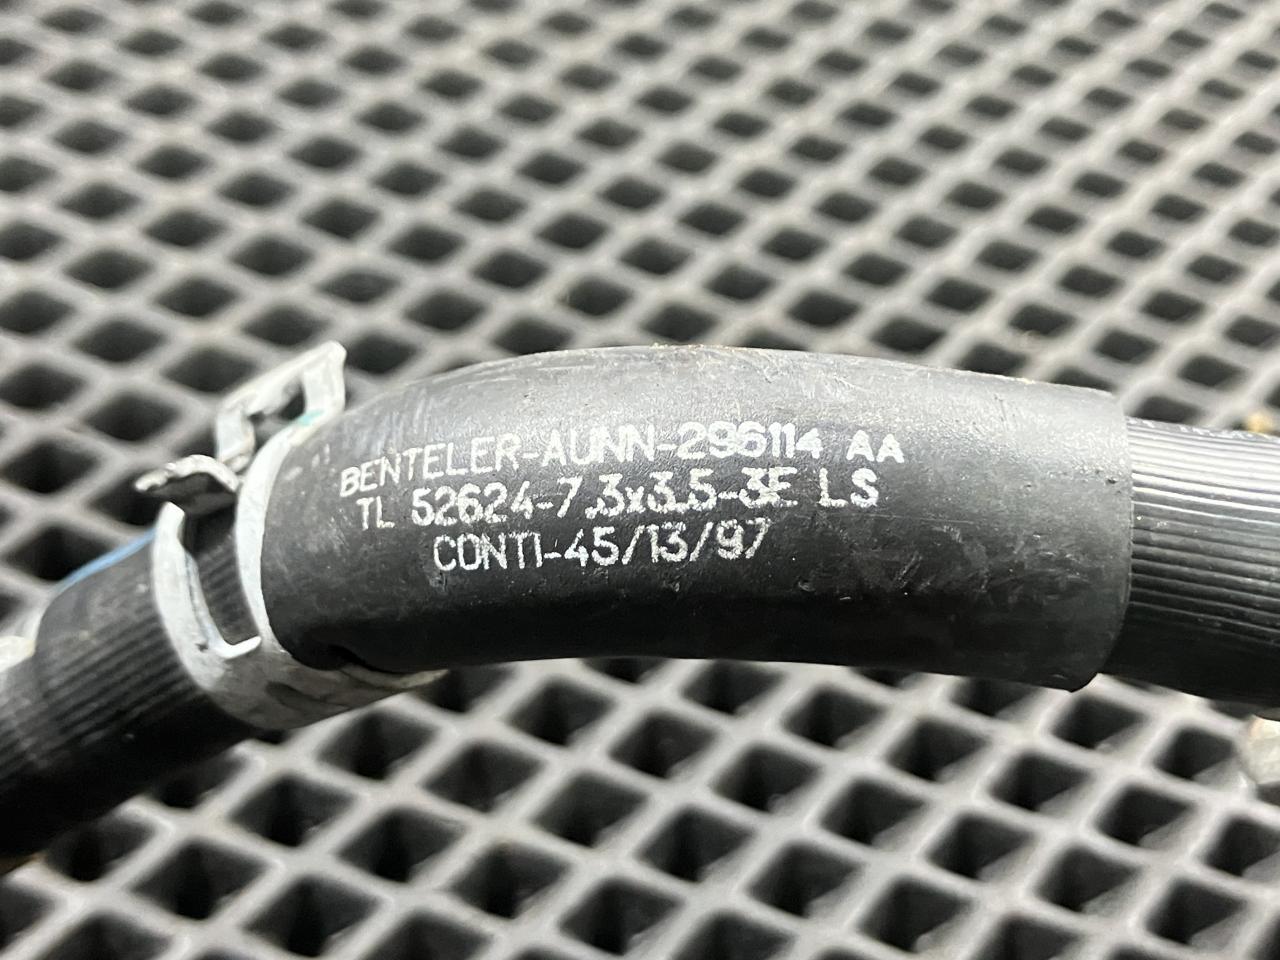 BENTELER-AUNN-296114 AA
TL 52624-7.3x3.5-3E LS
CONTI-45/13/97